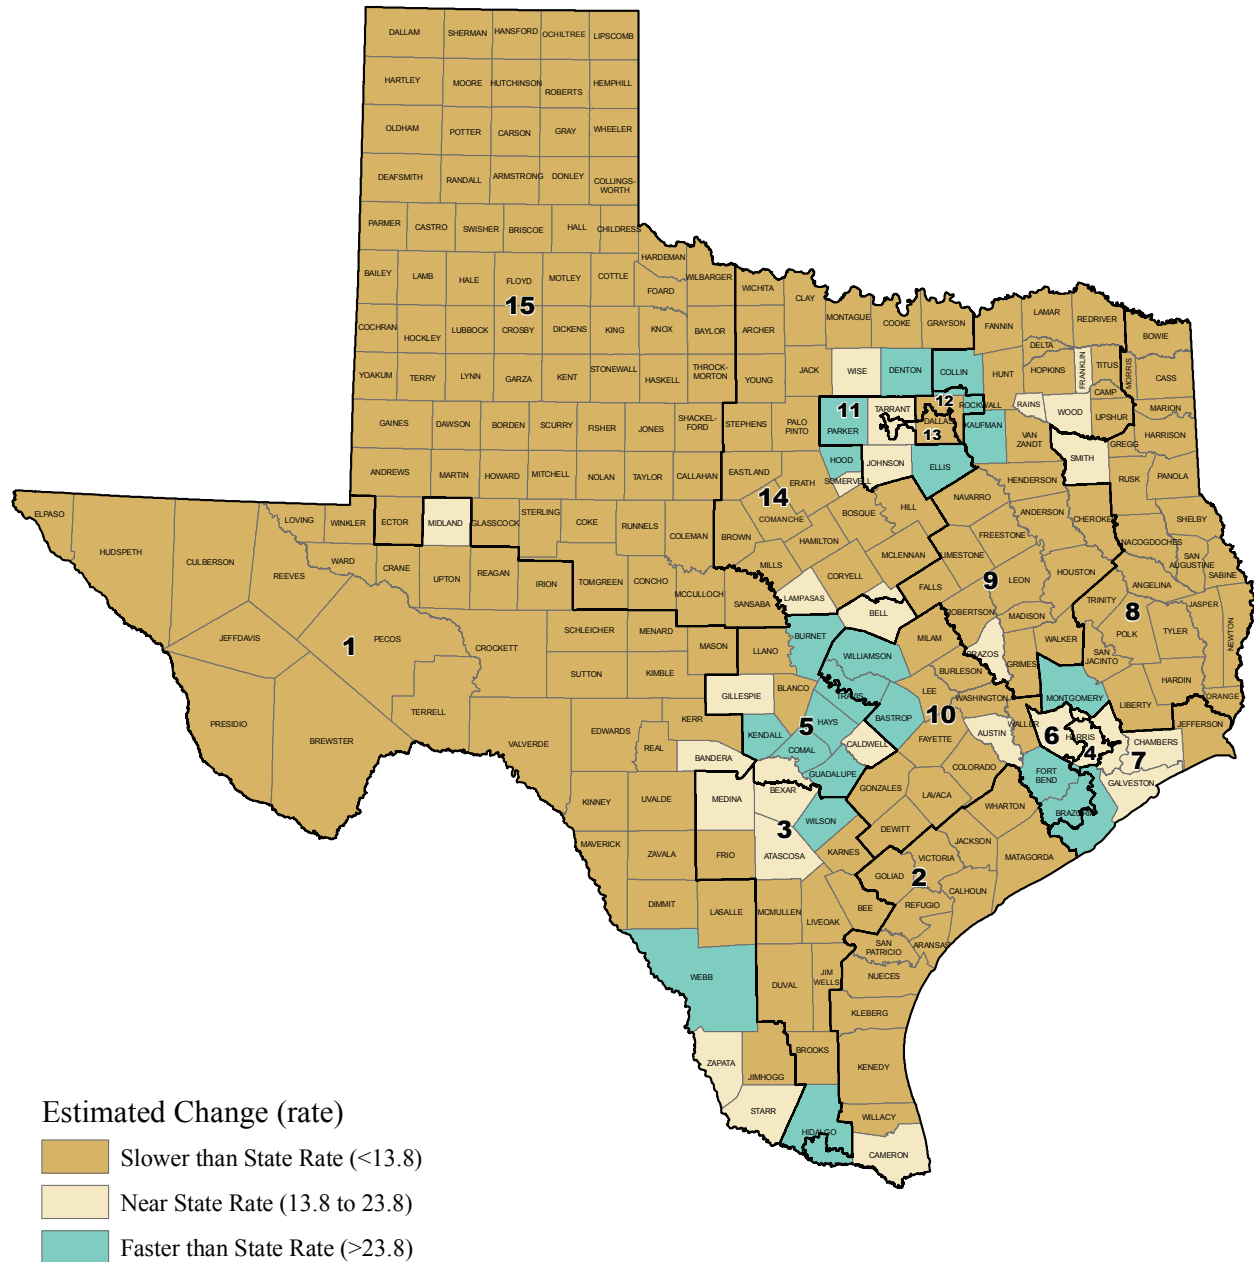 DALLAM SHERMAN HANSFORD OCHILTREE LIPSCOMB
HARTLEY MOORE HUTCHINSON ROBERTS HEMPHILL
OLDHAM POTTER CARSON GRAY WHEELER
DEAFSMITH RANDALL ARMSTRONG DONLEY COLLINGS-
WORTH
PARMER CASTRO SWISHER BRISCOE HALL CHILDRESS
HARDEMAN
BAILEY LAMB HALE FLOYD MOTLEY COTTLE FOARD WILBARGER WICHITA CLAY
15
MONTAGUE COOKE GRAYSON FANNIN LAMAR REDRIVER BOWIE
COCHRAN HOCKLEY LUBBOCK CROSBY DICKENS KING KNOX BAYLOR ARCHER
DELTA
YOAKUM TERRY LYNN GARZA KENT STONEWALL HASKELL THROCK-
MORTON YOUNG JACK WISE DENTON COLLIN HUNT HOPKINS FRANKLIN TITUS MORRIS CASS
CAMP
GAINES DAWSON BORDEN SCURRY FISHER JONES SHACKEL-
FORD STEPHENS PALO
PINTO 11 PARKER TARRANT 12 DALLAS 13 ROCKWALL RAINS WOOD UPSHUR MARION
KAUFMAN VAN
ZANDT GREGG HARRISON
ANDREWS MARTIN HOWARD MITCHELL NOLAN TAYLOR CALLAHAN EASTLAND ERATH HOOD JOHNSON ELLIS SMITH
SOMERVELL HENDERSON RUSK PANOLA
14
ELPASO HUDSPETH CULBERSON LOVING WINKLER ECTOR MIDLAND GLASSCOCK STERLING COKE RUNNELS COLEMAN BROWN COMANCHE BOSQUE HILL NAVARRO ANDERSON CHEROKEE SHELBY
REEVES WARD CRANE UPTON REAGAN IRION TOMGREEN CONCHO MCCULLOCH MILLS HAMILTON MCLENNAN LIMESTONE FREESTONE NACOGDOCHES SAN
AUGUSTINE SABINE
SANSABA LAMPASAS CORYELL FALLS 9 LEON HOUSTON ANGELINA
BELL ROBERTSON MADISON TRINITY 8 JASPER NEWTON
JEFFDAVIS 1 PECOS CROCKETT SCHLEICHER MENARD MASON LLANO BURNET WILLIAMSON MILAM BRAZOS GRIMES WALKER POLK TYLER
SAN
JACINTO
SUTTON KIMBLE GILLESPIE BLANCO TRAVIS BURLESON LEE WASHINGTON MONTGOMERY HARDIN
PRESIDIO BREWSTER TERRELL VALVERDE EDWARDS KERR REAL KENDALL 5 HAYS BASTROP 10 FAYETTE AUSTIN WALLER LIBERTY ORANGE
JEFFERSON
BANDERA COMAL CALDWELL 6 HARRIS 4 CHAMBERS 7
GUADALUPE COLORADO FORT
BEND GALVESTON
KINNEY UVALDE MEDINA BEXAR GONZALES LAVACA WHARTON BRAZORIA
3 WILSON DEWITT
MAVERICK ZAVALA FRIO ATASCOSA KARNES JACKSON MATAGORDA
VICTORIA
GOLIAD 2
DIMMIT LASALLE MCMULLEN LIVEOAK BEE REFUGIO CALHOUN
SAN
PATRICIO ARANSAS
WEBB DUVAL JIM
WELLS NUECES
KLEBERG
ZAPATA JIMHOGG BROOKS KENEDY
STARR HIDALGO WILLACY
CAMERON
Estimated Change (rate)
Slower than State Rate (<13.8)
Near State Rate (13.8 to 23.8)
Faster than State Rate (>23.8)